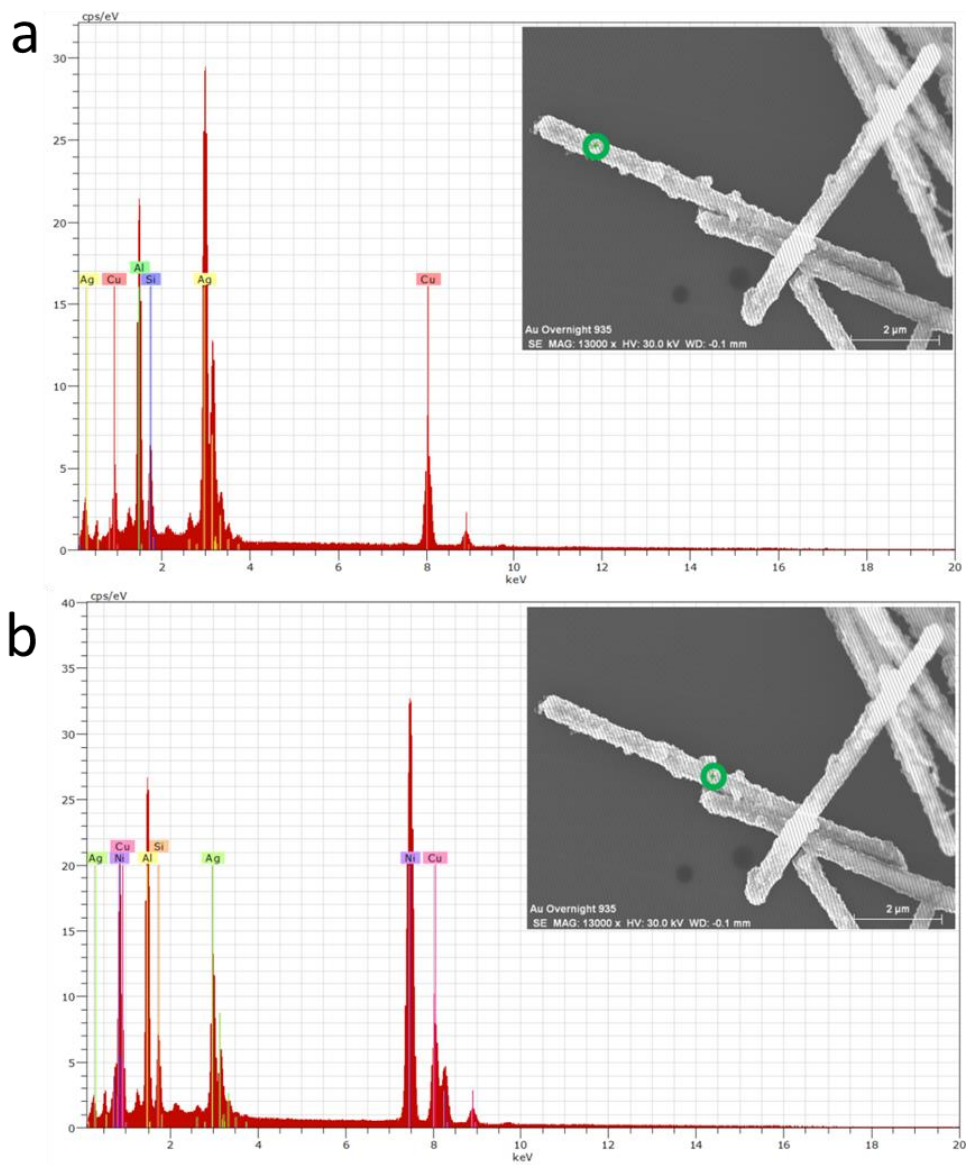 a
cps/eV
30
25
20
15
10
5
0
Ag Cu Al Si Ag Cu
2 4 6 8 10 12 14 16 18 20
keV
Au Overnight 935
SE MAG: 13000 x HV: 30.0 kV WD: -0.1 mm
2 µm
b
cps/eV
40
35
30
25
20
15
10
5
0
Cu Si
Ag Ni Al Ag Ni Cu
2 4 6 8 10 12 14 16 18 20
keV
Au Overnight 935
SE MAG: 13000 x HV: 30.0 kV WD: -0.1 mm
2 µm